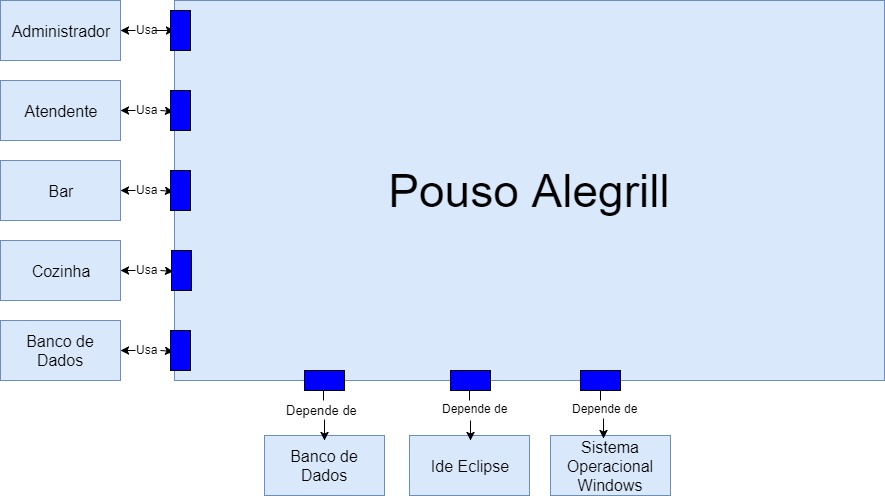 Administrador
Usa
Atendente
Usa
Bar
Usa
Pouso Alegrill
Cozinha
Usa
Banco de
Dados
Usa
Depende de
Depende de
Depende de
Banco de
Dados
Ide Eclipse
Sistema
Operacional
Windows